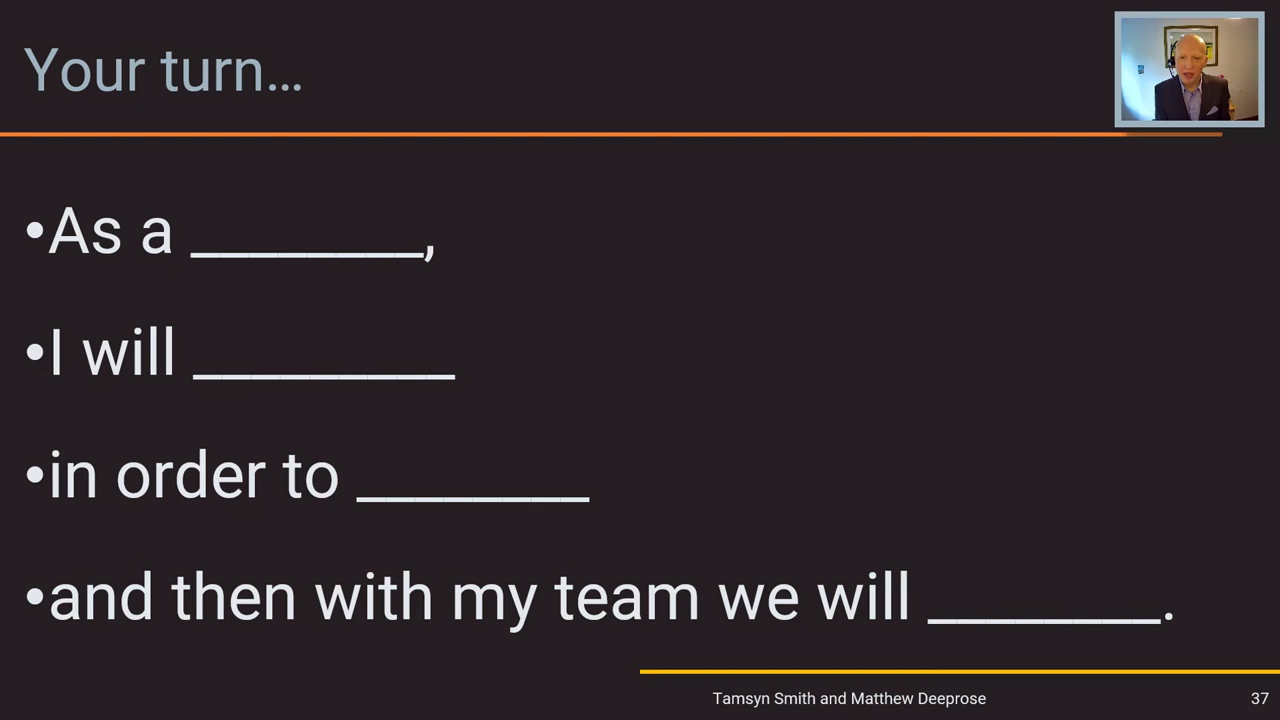 Your turn…
•As a ________,
•I will _________
•in order to ________
•and then with my team we will ________.
Tamsyn Smith and Matthew Deeprose
37